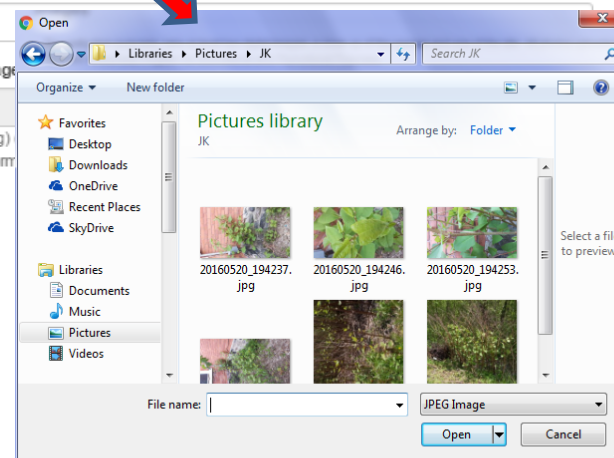 Open
Libraries Pictures JK
Search JK
Organize New folder
Favorites
Desktop
Downloads
OneDrive
Recent Places
SkyDrive
Libraries
Documents
Music
Pictures
Videos
Pictures library
JK
Arrange by: Folder
20160520_194237.
jpg
20160520_194246.
jpg
20160520_194253.
jpg
Select a fil
to preview
File name:
JPEG Image
Open
Cancel